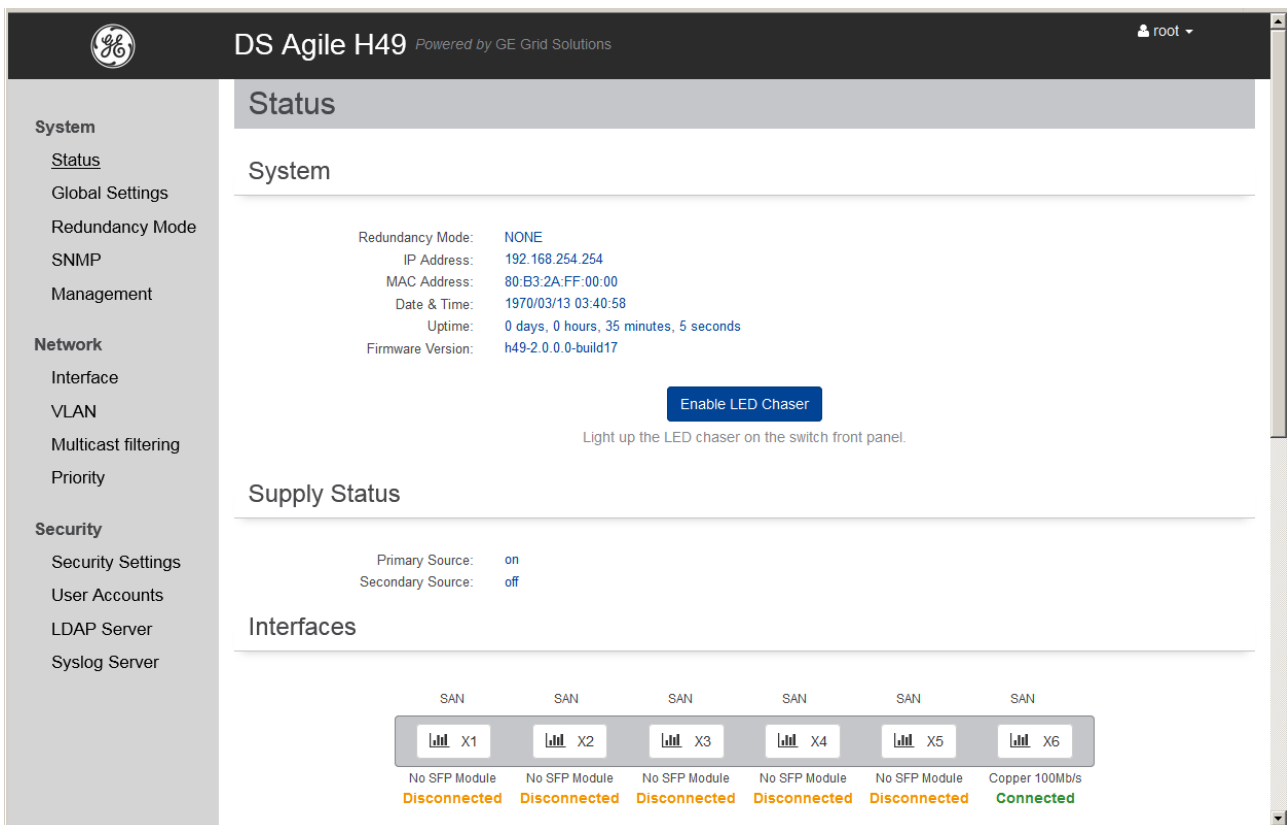 GE
DS Agile H49 Powered by GE Grid Solutions
root
System
Status
Global Settings
Redundancy Mode
SNMP
Management
Network
Interface
VLAN
Multicast filtering
Priority
Security
Security Settings
User Accounts
LDAP Server
Syslog Server
Status
System
Redundancy Mode: NONE
IP Address: 192.168.254.254
MAC Address: 80:B3:2A:FF:00:00
Date & Time: 1970/03/13 03:40:58
Uptime: 0 days, 0 hours, 35 minutes, 5 seconds
Firmware Version: h49-2.0.0.0-build17
Enable LED Chaser
Light up the LED chaser on the switch front panel.
Supply Status
Primary Source: on
Secondary Source: off
Interfaces
SAN SAN SAN SAN SAN SAN
X1 X2 X3 X4 X5 X6
No SFP Module No SFP Module No SFP Module No SFP Module No SFP Module Copper 100Mb/s
Disconnected Disconnected Disconnected Disconnected Disconnected Connected